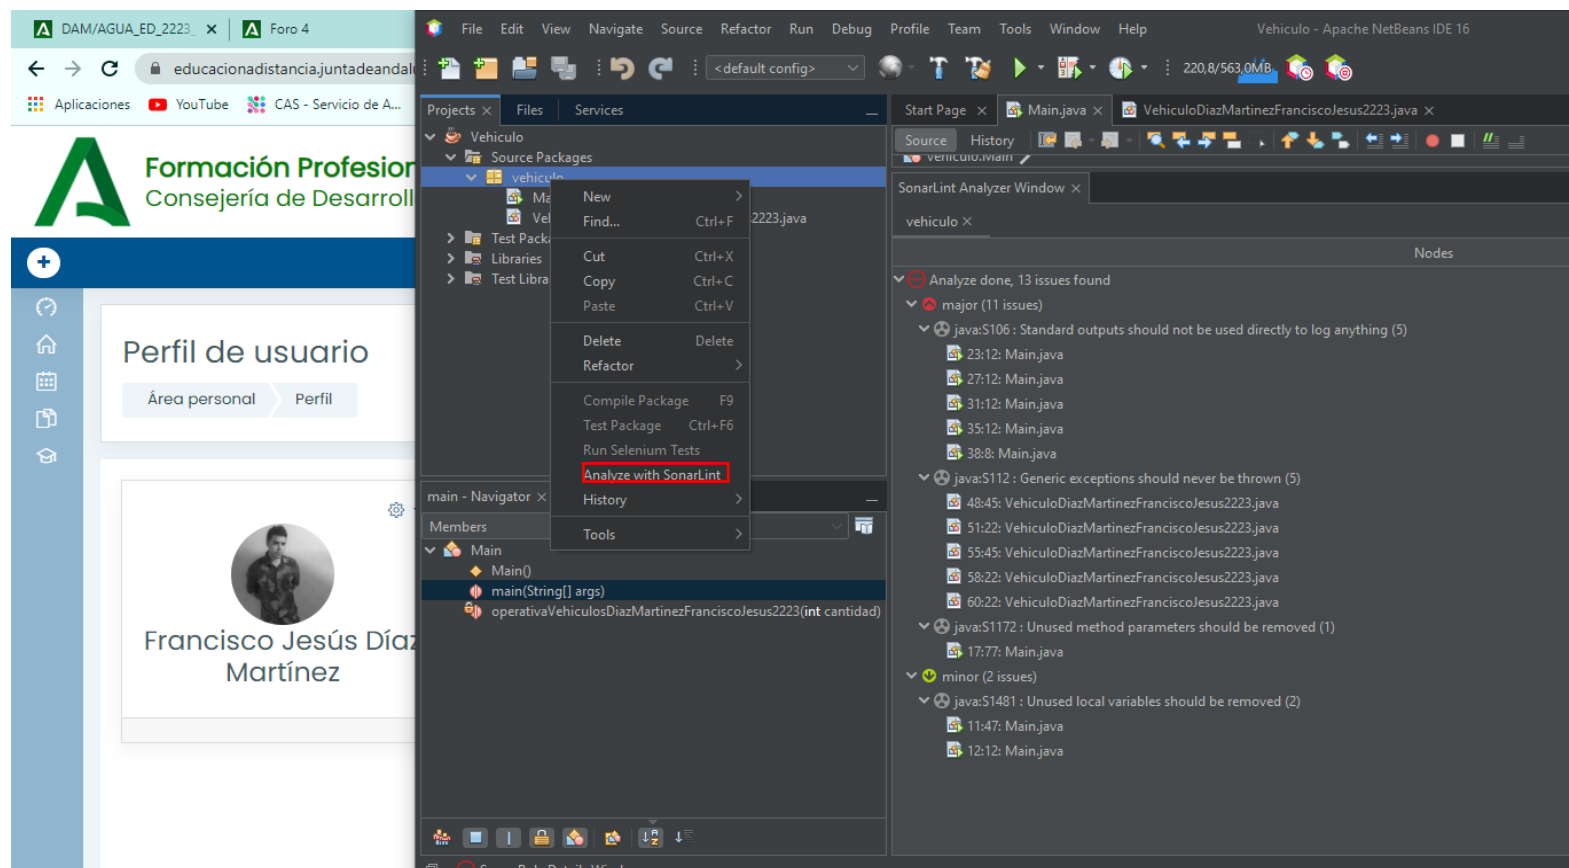 DAM/AGUA_ED_2223_
Foro 4
educacionadistancia.juntadeandal
Aplicaciones
YouTube
CAS - Servicio de A...
Formación Profesion
Consejería de Desarroll
Perfil de usuario
Área personal
Perfil
Francisco Jesús Díaz
Martínez
File Edit View Navigate Source Refactor Run Debug Profile Team Tools Window Help
Vehiculo - Apache NetBeans IDE 16
<default config>
220,8/563,0MB
Projects
Files
Services
Vehiculo
Source Packages
vehiculo
Ma
Vel
2223.java
Test Packa
Libraries
Test Libra
New
Find... Ctrl+F
Cut Ctrl+X
Copy Ctrl+C
Paste Ctrl+V
Delete Delete
Refactor
Compile Package F9
Test Package Ctrl+F6
Run Selenium Tests
Analyze with SonarLint
History
Tools
main - Navigator
Members
Main
Main()
main(String[] args)
operativaVehiculosDiazMartinezFranciscoJesus2223(int cantidad)
Start Page
Main.java
VehiculoDiazMartinezFranciscoJesus2223.java
Source
History
vehiculo.Main
SonarLint Analyzer Window
vehiculo
Nodes
Analyze done, 13 issues found
major (11 issues)
java:S106 : Standard outputs should not be used directly to log anything (5)
23:12: Main.java
27:12: Main.java
31:12: Main.java
35:12: Main.java
38:8: Main.java
java:S112 : Generic exceptions should never be thrown (5)
48:45: VehiculoDiazMartinezFranciscoJesus2223.java
51:22: VehiculoDiazMartinezFranciscoJesus2223.java
55:45: VehiculoDiazMartinezFranciscoJesus2223.java
58:22: VehiculoDiazMartinezFranciscoJesus2223.java
60:22: VehiculoDiazMartinezFranciscoJesus2223.java
java:S1172 : Unused method parameters should be removed (1)
17:77: Main.java
minor (2 issues)
java:S1481 : Unused local variables should be removed (2)
11:47: Main.java
12:12: Main.java